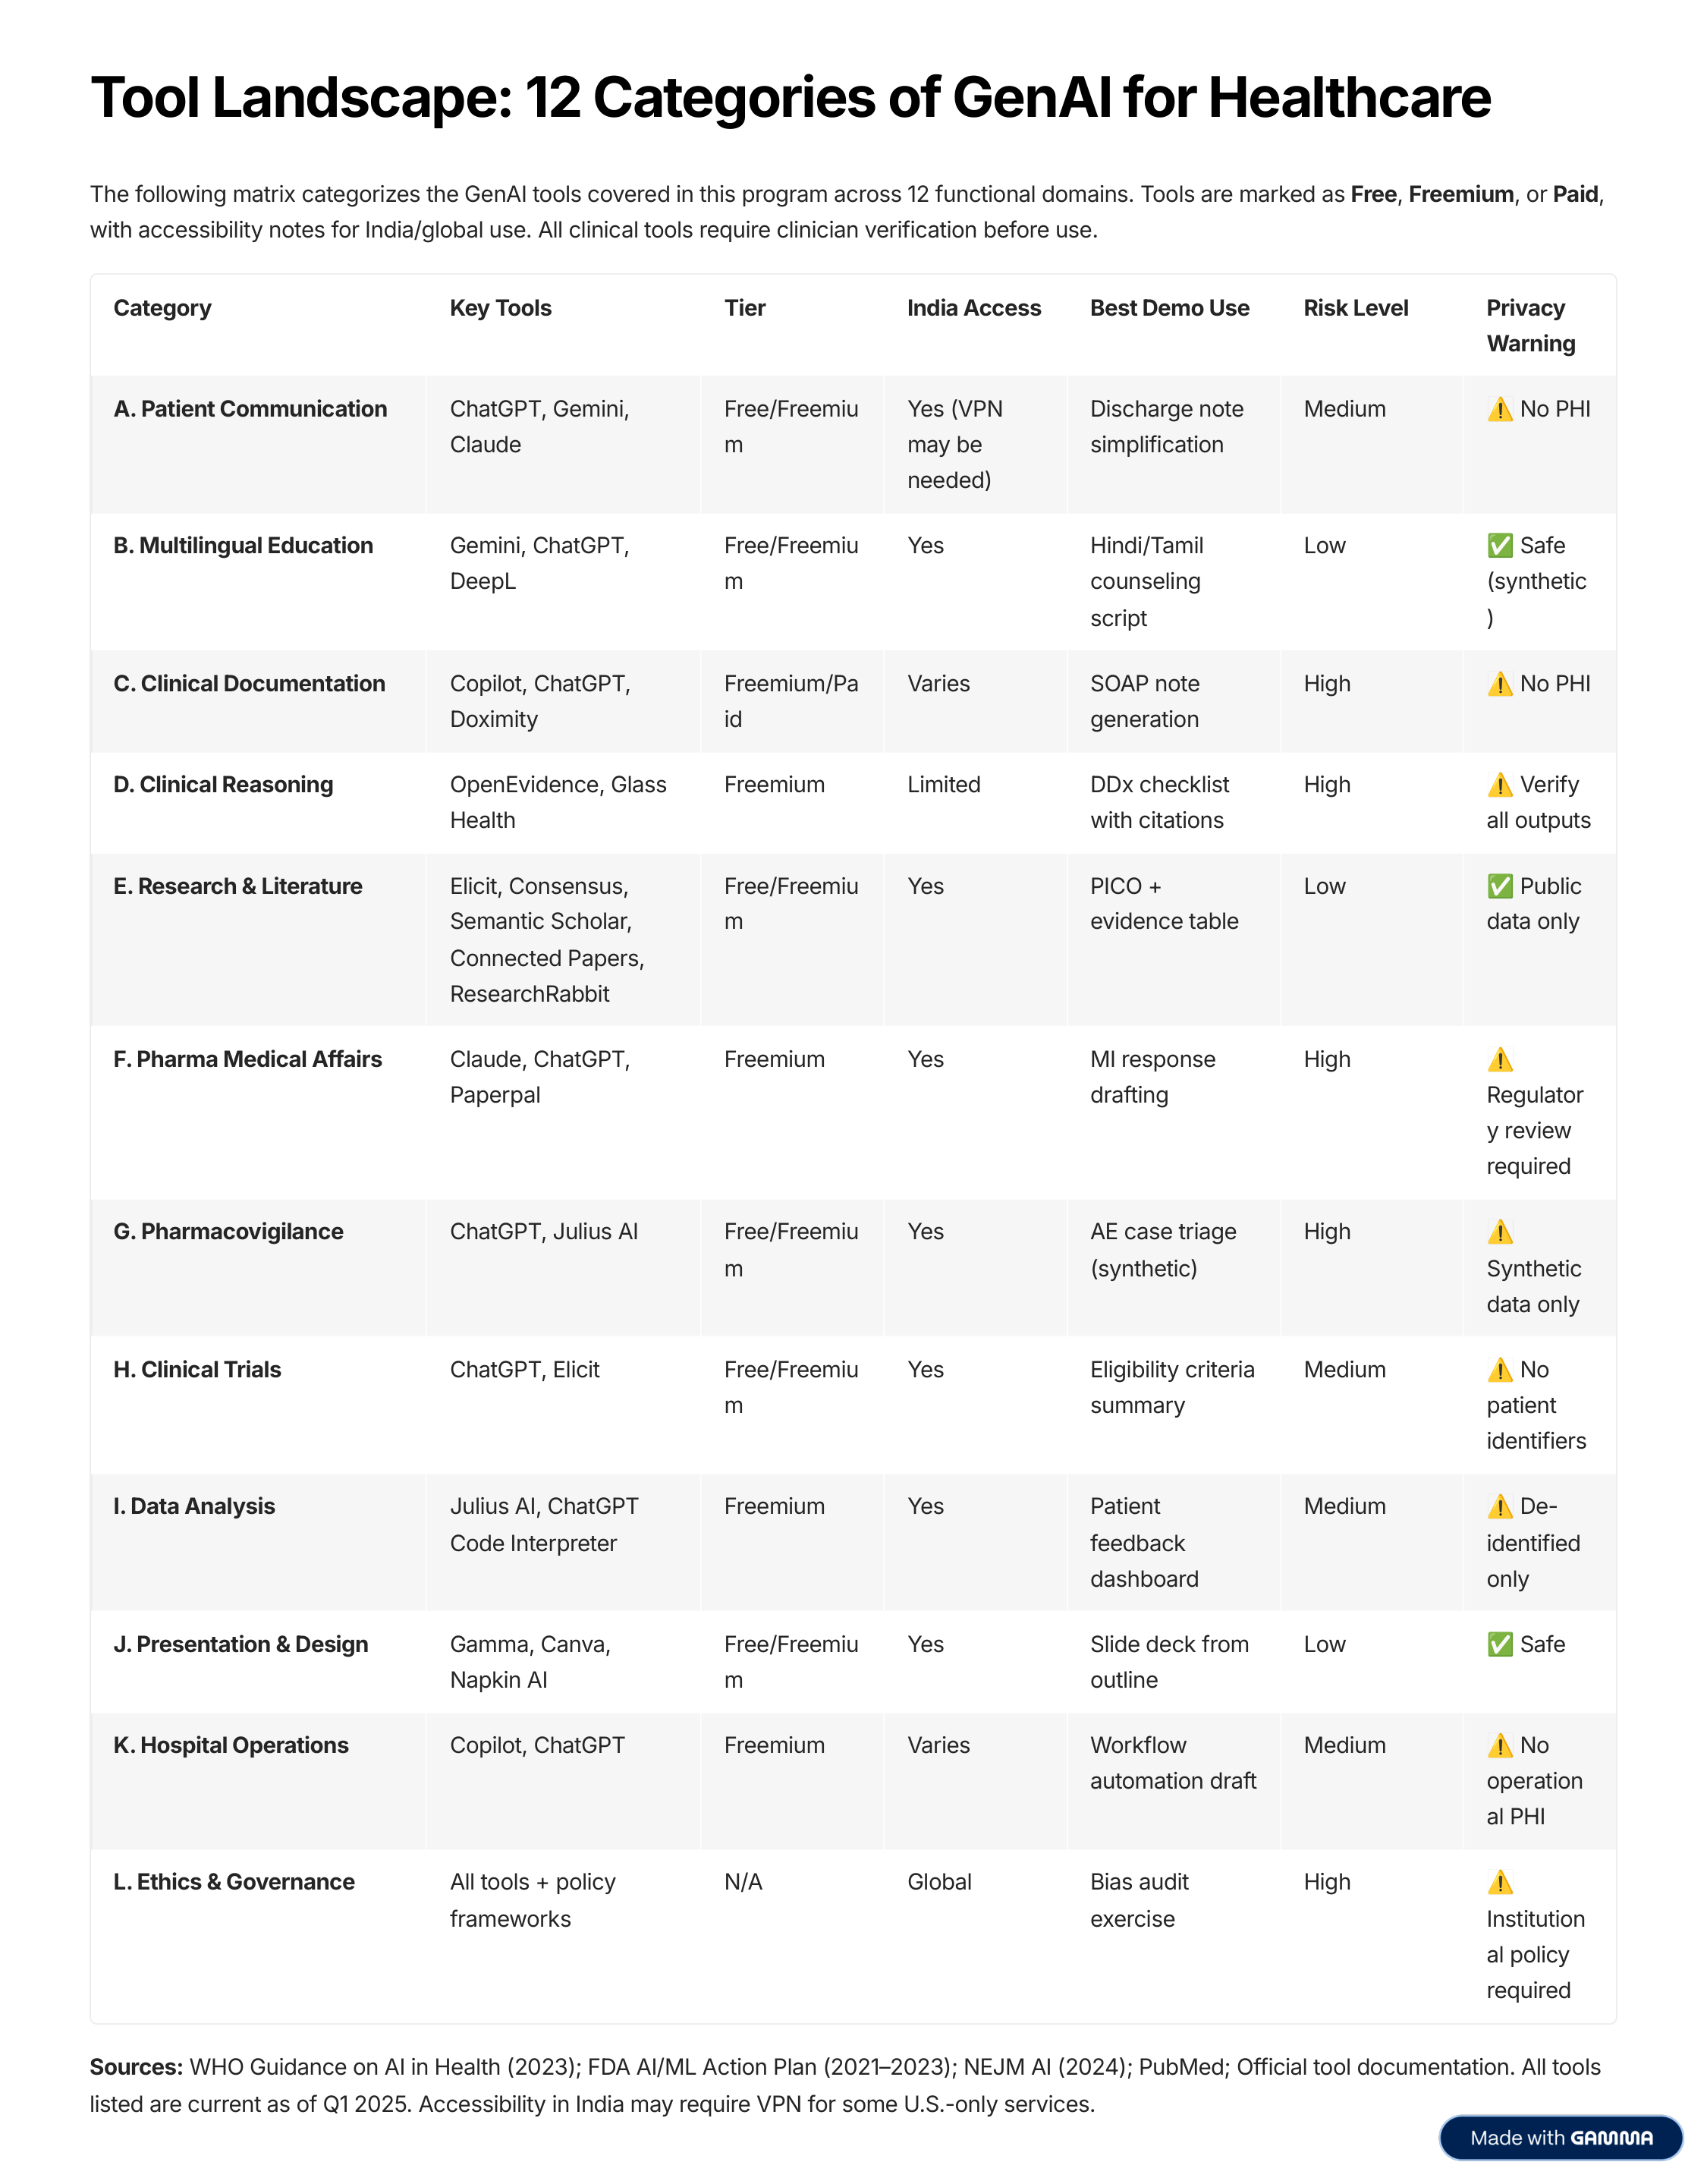 Tool Landscape: 12 Categories of GenAI for Healthcare
The following matrix categorizes the GenAI tools covered in this program across 12 functional domains. Tools are marked as Free, Freemium, or Paid,
with accessibility notes for India/global use. All clinical tools require clinician verification before use.
Category Key Tools Tier India Access Best Demo Use Risk Level Privacy
Warning
A. Patient Communication ChatGPT, Gemini, Free/Freemiu Yes (VPN Discharge note Medium ⚠️ No PHI
Claude m may be simplification
needed)
B. Multilingual Education Gemini, ChatGPT, Free/Freemiu Yes Hindi/Tamil Low ✅ Safe
DeepL m counseling (synthetic
script )
C. Clinical Documentation Copilot, ChatGPT, Freemium/Pa Varies SOAP note High ⚠️ No PHI
Doximity id generation
D. Clinical Reasoning OpenEvidence, Glass Freemium Limited DDx checklist High ⚠️ Verify
Health with citations all outputs
E. Research & Literature Elicit, Consensus, Free/Freemiu Yes PICO + Low ✅ Public
Semantic Scholar, m evidence table data only
Connected Papers,
ResearchRabbit
F. Pharma Medical Affairs Claude, ChatGPT, Freemium Yes MI response High ⚠️
Paperpal drafting Regulator
y review
required
G. Pharmacovigilance ChatGPT, Julius AI Free/Freemiu Yes AE case triage High ⚠️
m (synthetic) Synthetic
data only
H. Clinical Trials ChatGPT, Elicit Free/Freemiu Yes Eligibility criteria Medium ⚠️ No
m summary patient
identifiers
I. Data Analysis Julius AI, ChatGPT Freemium Yes Patient Medium ⚠️ De-
Code Interpreter feedback identified
dashboard only
J. Presentation & Design Gamma, Canva, Free/Freemiu Yes Slide deck from Low ✅ Safe
Napkin AI m outline
K. Hospital Operations Copilot, ChatGPT Freemium Varies Workflow Medium ⚠️ No
automation draft operation
al PHI
L. Ethics & Governance All tools + policy N/A Global Bias audit High ⚠️
frameworks exercise Institution
al policy
required
Sources: WHO Guidance on AI in Health (2023); FDA AI/ML Action Plan (2021–2023); NEJM AI (2024); PubMed; Official tool documentation. All tools
listed are current as of Q1 2025. Accessibility in India may require VPN for some U.S.-only services.
Made with GAMMA